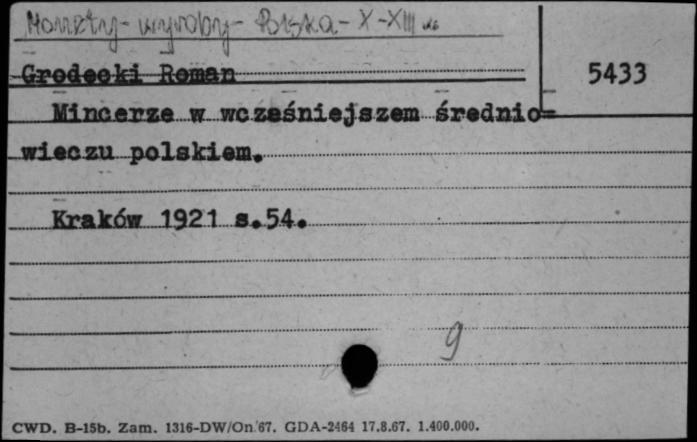 Monety - wyroby - Polska - X-XIII
Grodecki Roman
5433
Mincerze w wcześniejszem średnio=
wieczu polskiem.
Kraków 1921 s.54.
9
CWD. B-15b. Zam. 1316-DW/On.'67. GDA-2464 17.8.67. 1.400.000.